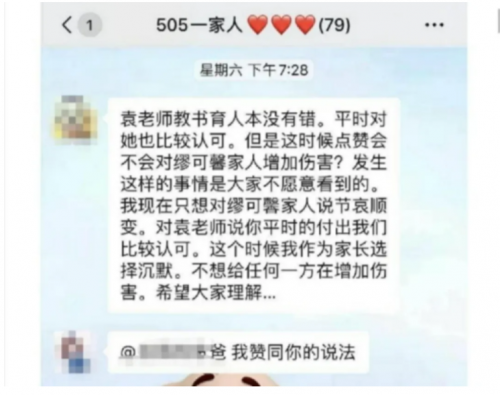 1
505一家人❤️❤️❤️(79)
星期六 下午7:28
袁老师教书育人本没有错。平时对
她也比较认可。但是这时候点赞会
不会对缪可馨家人增加伤害？发生
这样的事情是大家不愿意看到的。
我现在只想对缪可馨家人说节哀顺
变。对袁老师说你平时的付出我们
比较认可。这个时候我作为家长选
择沉默。不想给任何一方在增加伤
害。希望大家理解...
@ 爸 我赞同你的说法